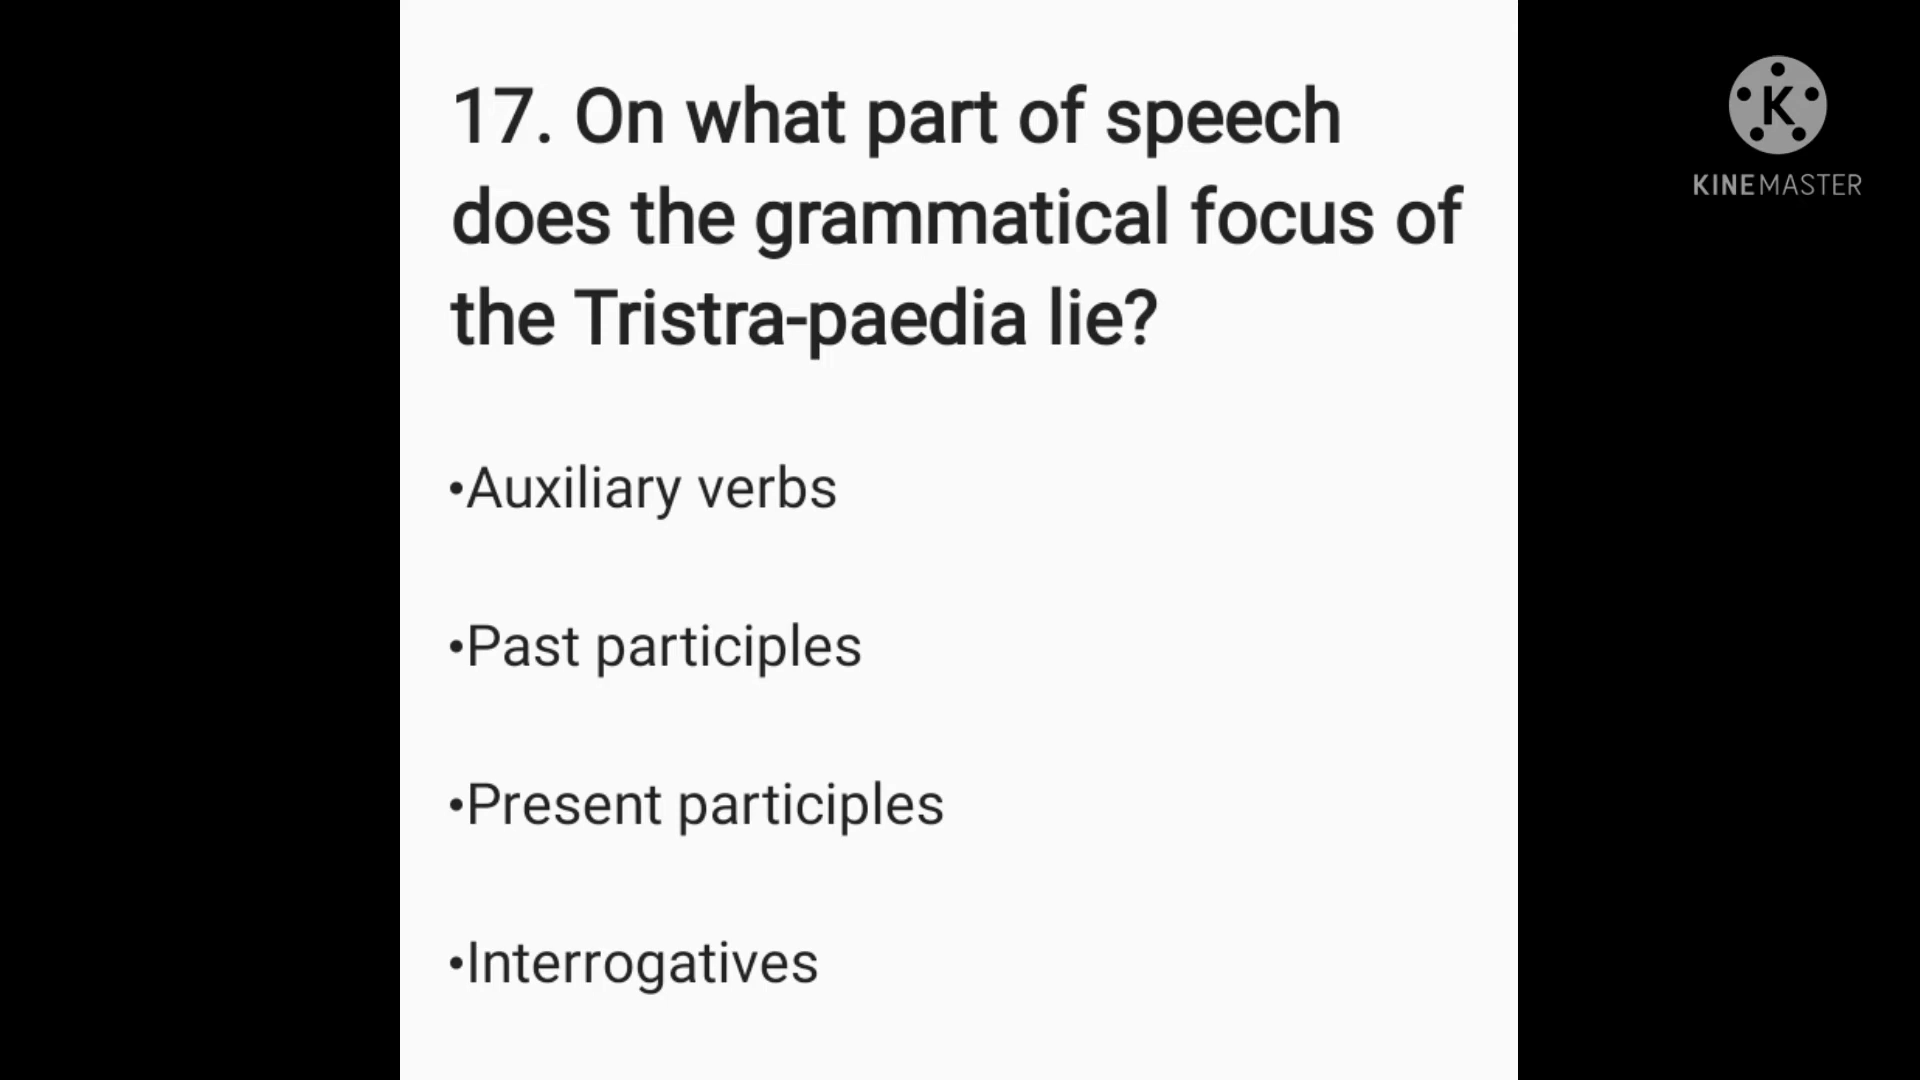 17. On what part of speech
does the grammatical focus of
the Tristra-paedia lie?
•Auxiliary verbs
•Past participles
•Present participles
•Interrogatives
K
KINEMASTER